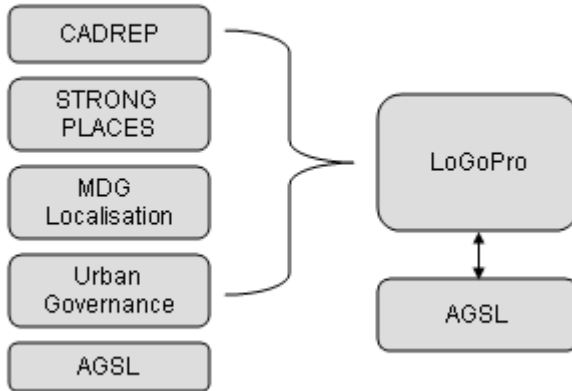 CADREP
STRONG
PLACES
MDG
Localisation
Urban
Governance
AGSL
LoGoPro
AGSL